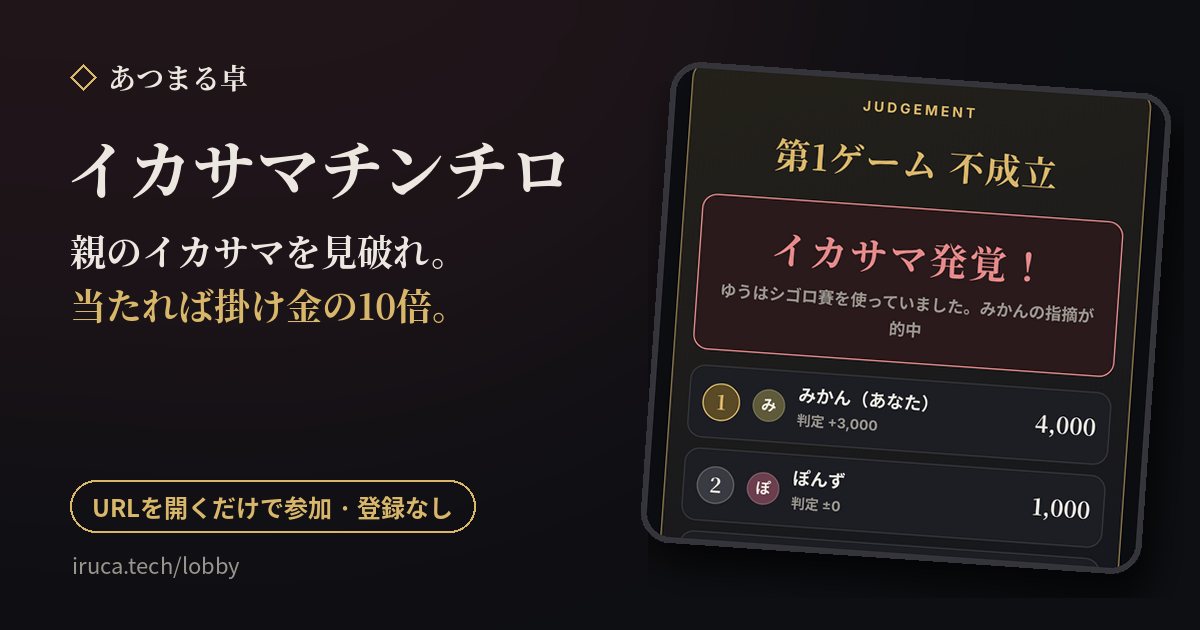 あつまる卓
イカサマチンチロ
親のイカサマを見破れ。
当たれば掛け金の10倍。
URLを開くだけで参加・登録なし
iruca.tech/lobby
JUDGEMENT
第1ゲーム 不成立
イカサマ発覚！
ゆうはシゴロ賽を使っていました。みかんの指摘が
的中
1
み
みかん（あなた）
判定 +3,000
4,000
2
ぽ
ぽんず
判定 ±0
1,000